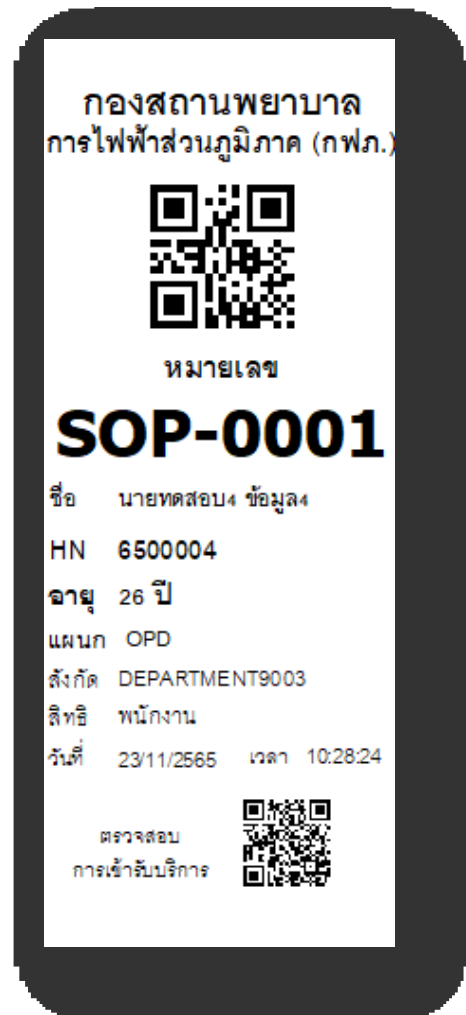 กองสถานพยาบาล
การไฟฟ้าส่วนภูมิภาค (กฟภ.)
หมายเลข
SOP-0001
ชื่อ นายทดสอบ4 ข้อมูล4
HN 6500004
อายุ 26 ปี
แผนก OPD
สังกัด DEPARTMENT9003
สิทธิ พนักงาน
วันที่ 23/11/2565 เวลา 10:28:24
ตรวจสอบ
การเข้ารับบริการ